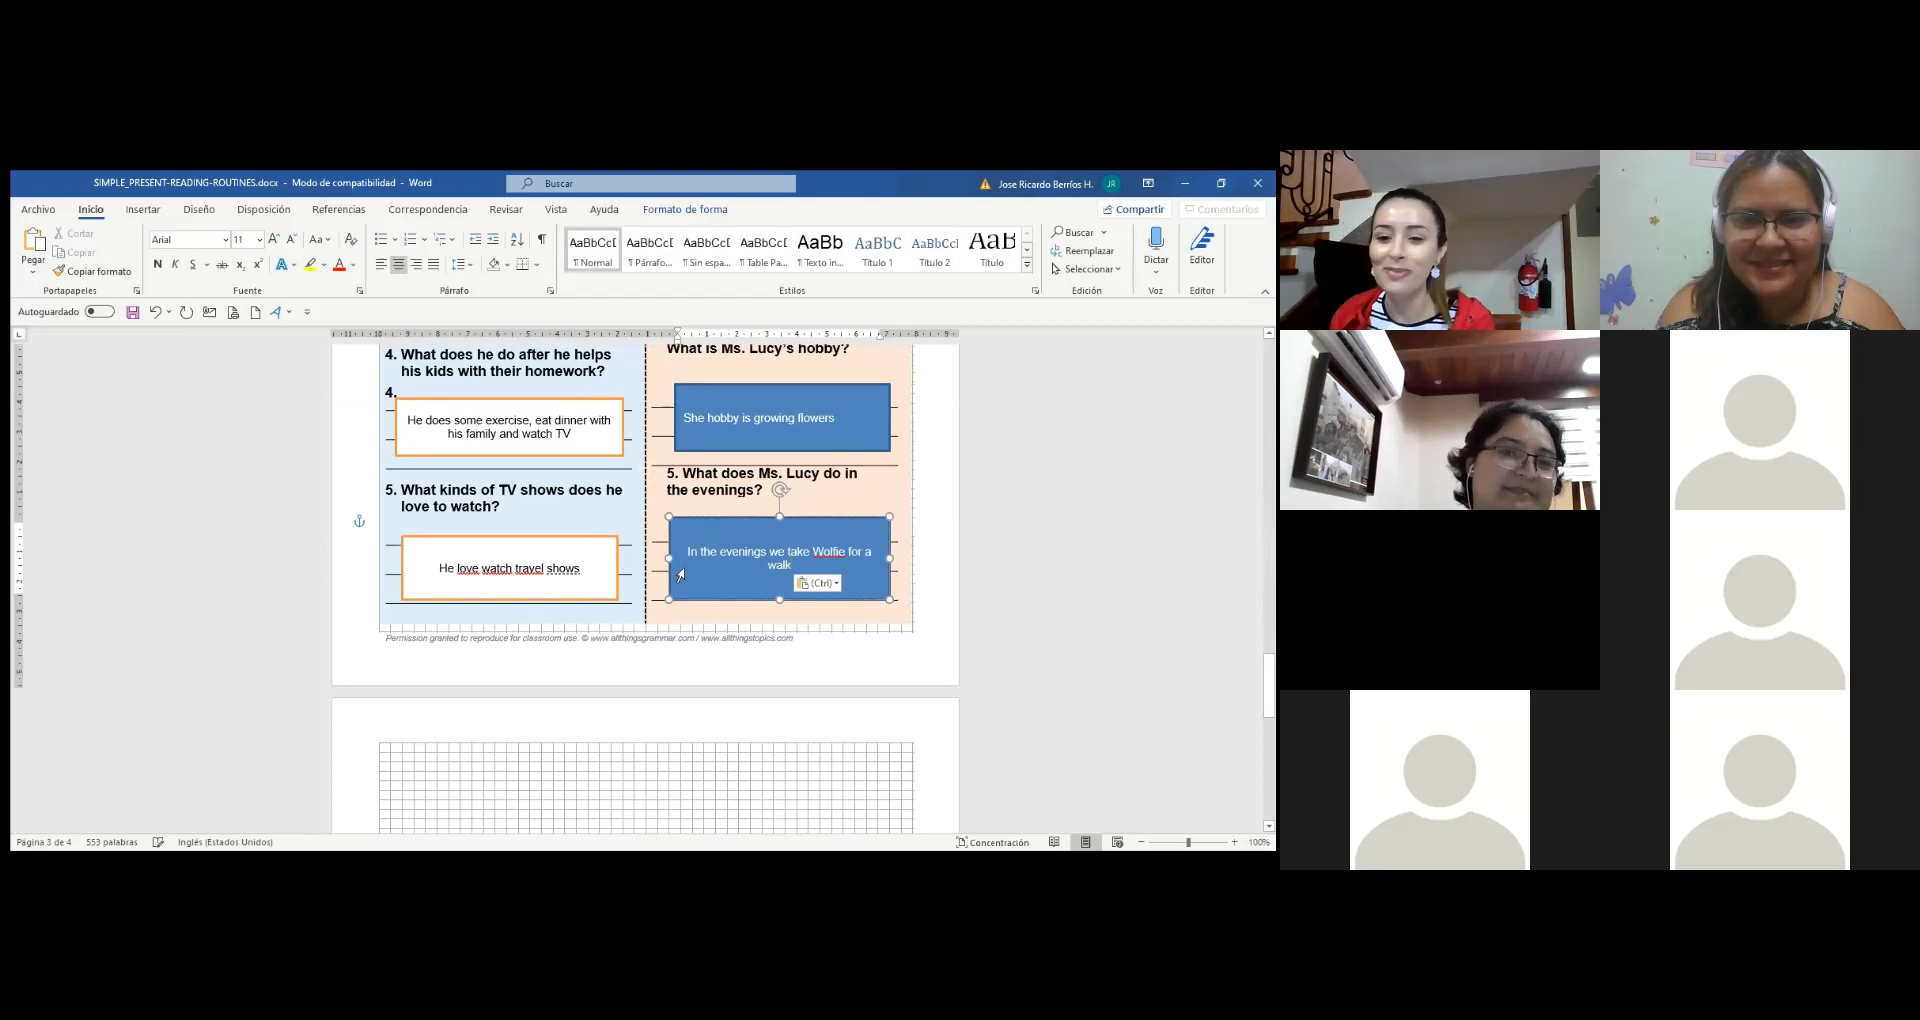 SIMPLE_PRESENT-READING-ROUTINES.docx - Modo de compatibilidad - Word
Buscar
Jose Ricardo Berríos H.
JR
Archivo Inicio Insertar Diseño Disposición Referencias Correspondencia Revisar Vista Ayuda Formato de forma
Compartir
Comentarios
Pegar
Cortar
Copiar
Copiar formato
Portapapeles
Arial 11
Fuente
Párrafo
AaBbCcD AaBbCcD AaBbCcD AaBbCcD AaBb AaBbC AaBbCcI AaB
¶ Normal ¶ Párrafo... ¶ Sin espa... ¶ Table Pa... ¶ Texto in... Título 1 Título 2 Título
Estilos
Buscar
Reemplazar
Seleccionar
Edición
Dictar
Voz
Editor
Editor
Autoguardado
4. What does he do after he helps
his kids with their homework?
4.
He does some exercise, eat dinner with
his family and watch TV
5. What kinds of TV shows does he
love to watch?
He love watch travel shows
What is Ms. Lucy's hobby?
She hobby is growing flowers
5. What does Ms. Lucy do in
the evenings?
In the evenings we take Wolfie for a
walk
(Ctrl)
Permission granted to reproduce for classroom use. © www.allthingsgrammar.com / www.allthingstopics.com
Página 3 de 4 553 palabras Inglés (Estados Unidos)
Concentración
100%